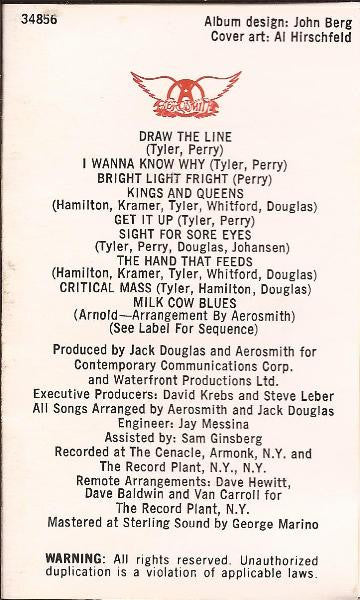 34856
Album design: John Berg
Cover art: Al Hirschfeld
AEROSMITH
DRAW THE LINE
(Tyler, Perry)
I WANNA KNOW WHY (Tyler, Perry)
BRIGHT LIGHT FRIGHT (Perry)
KINGS AND QUEENS
(Hamilton, Kramer, Tyler, Whitford, Douglas)
GET IT UP (Tyler, Perry)
SIGHT FOR SORE EYES
(Tyler, Perry, Douglas, Johansen)
THE HAND THAT FEEDS
(Hamilton, Kramer, Tyler, Whitford, Douglas)
CRITICAL MASS (Tyler, Hamilton, Douglas)
MILK COW BLUES
(Arnold—Arrangement By Aerosmith)
(See Label For Sequence)
Produced by Jack Douglas and Aerosmith for
Contemporary Communications Corp.
and Waterfront Productions Ltd.
Executive Producers: David Krebs and Steve Leber
All Songs Arranged by Aerosmith and Jack Douglas
Engineer: Jay Messina
Assisted by: Sam Ginsberg
Recorded at The Cenacle, Armonk, N.Y. and
The Record Plant, N.Y., N.Y.
Remote Arrangements: Dave Hewitt,
Dave Baldwin and Van Carroll for
The Record Plant, N.Y.
Mastered at Sterling Sound by George Marino
WARNING: All rights reserved. Unauthorized
duplication is a violation of applicable laws.